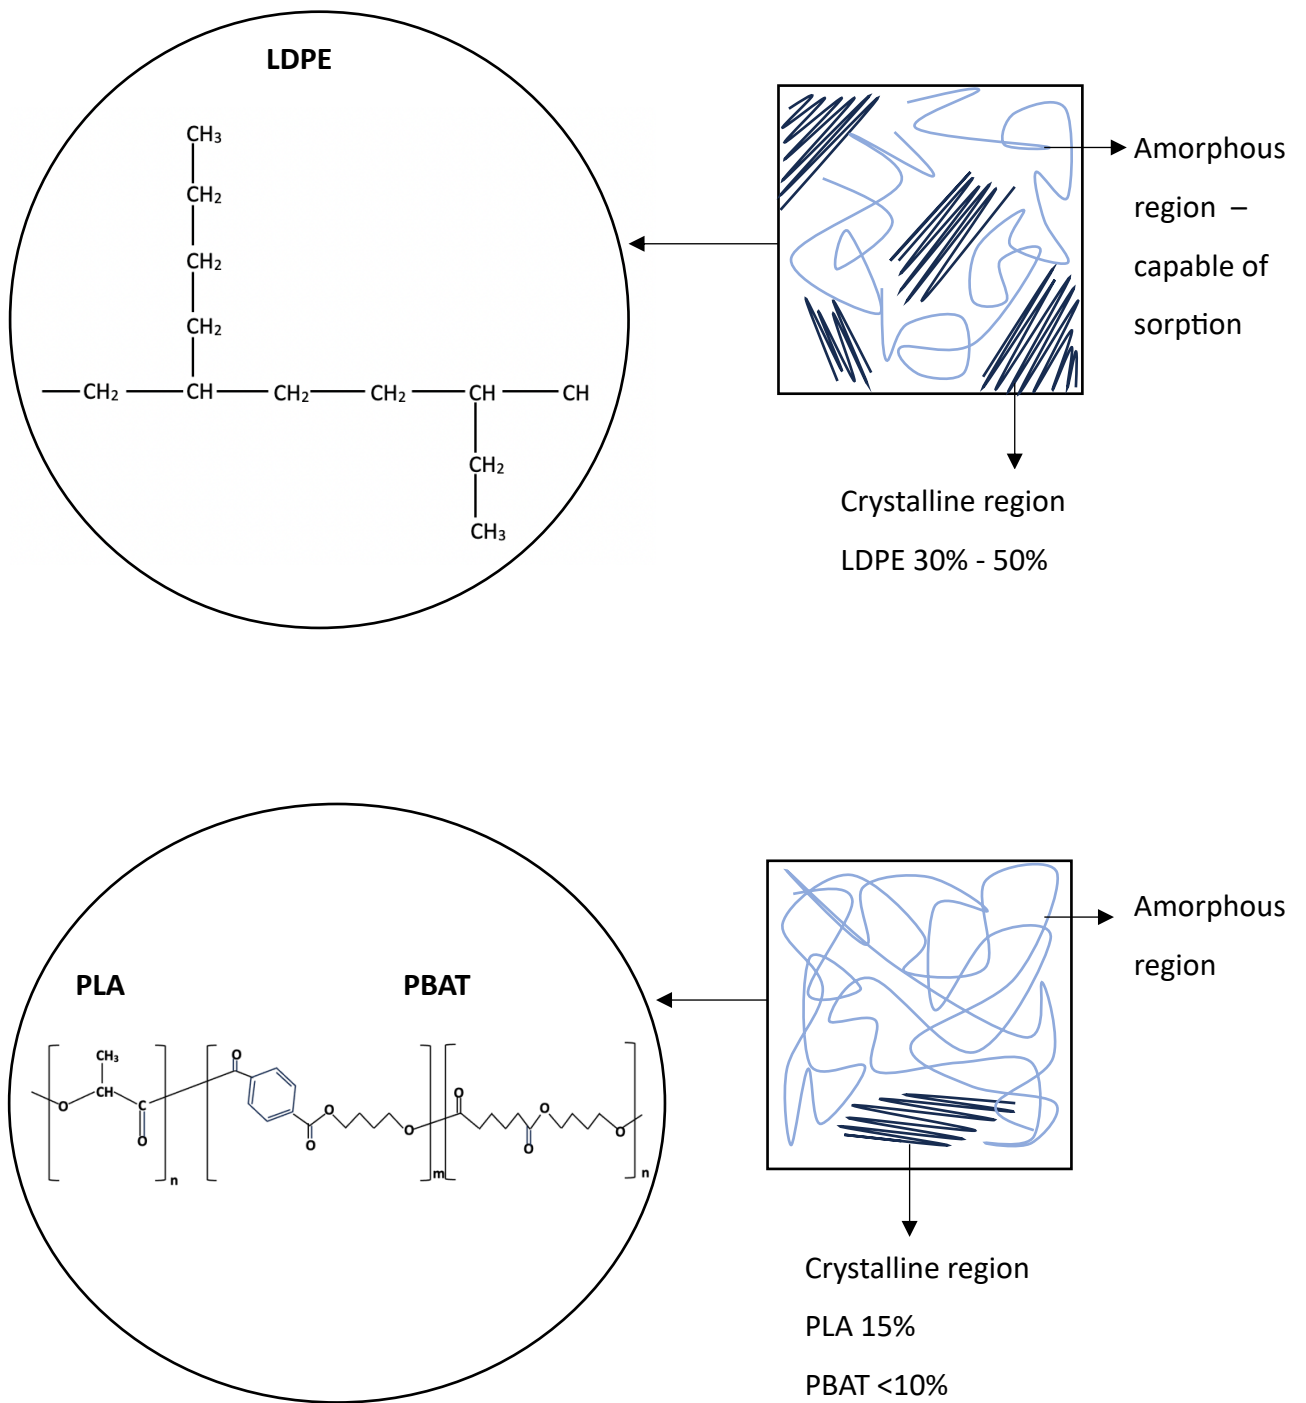 LDPE
CH₃
CH₂
CH₂
CH₂
CH₂ CH CH₂ CH₂ CH CH
CH₂
CH₃
Amorphous
region –
capable of
sorption
Crystalline region
LDPE 30% - 50%
PLA PBAT
CH₃
O CH C O n
O O O O m
O O O O n
Amorphous
region
Crystalline region
PLA 15%
PBAT <10%